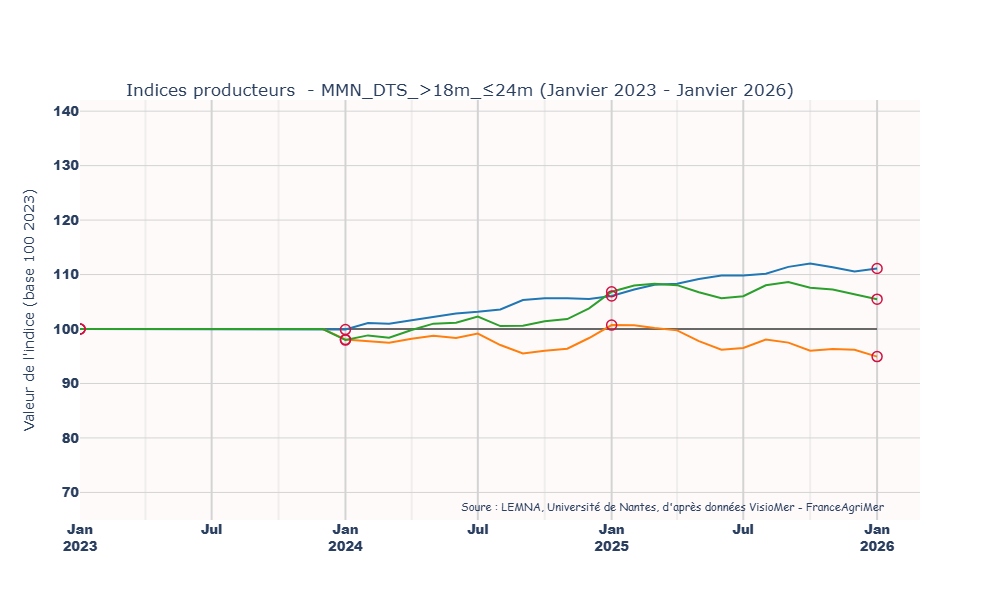 Indices producteurs - MMN_DTS_>18m_≤24m (Janvier 2023 - Janvier 2026)
Valeur de l'indice (base 100 2023)
140
130
120
110
100
90
80
70
Soure : LEMNA, Université de Nantes, d'après données VisioMer - FranceAgriMer
Jan Jul Jan Jul Jan Jul Jan
2023 2024 2025 2026